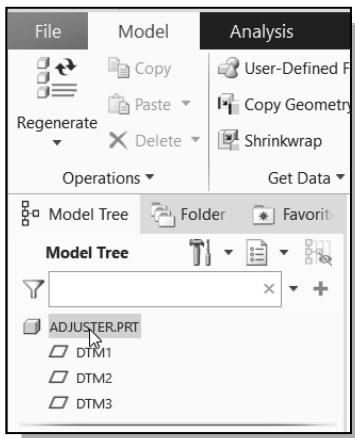 File Model Analysis
Copy User-Defined F
Paste Copy Geometry
Regenerate
Delete Shrinkwrap
Operations Get Data
Model Tree Folder Favorit
Model Tree
ADJUSTER.PRT
DTM1
DTM2
DTM3